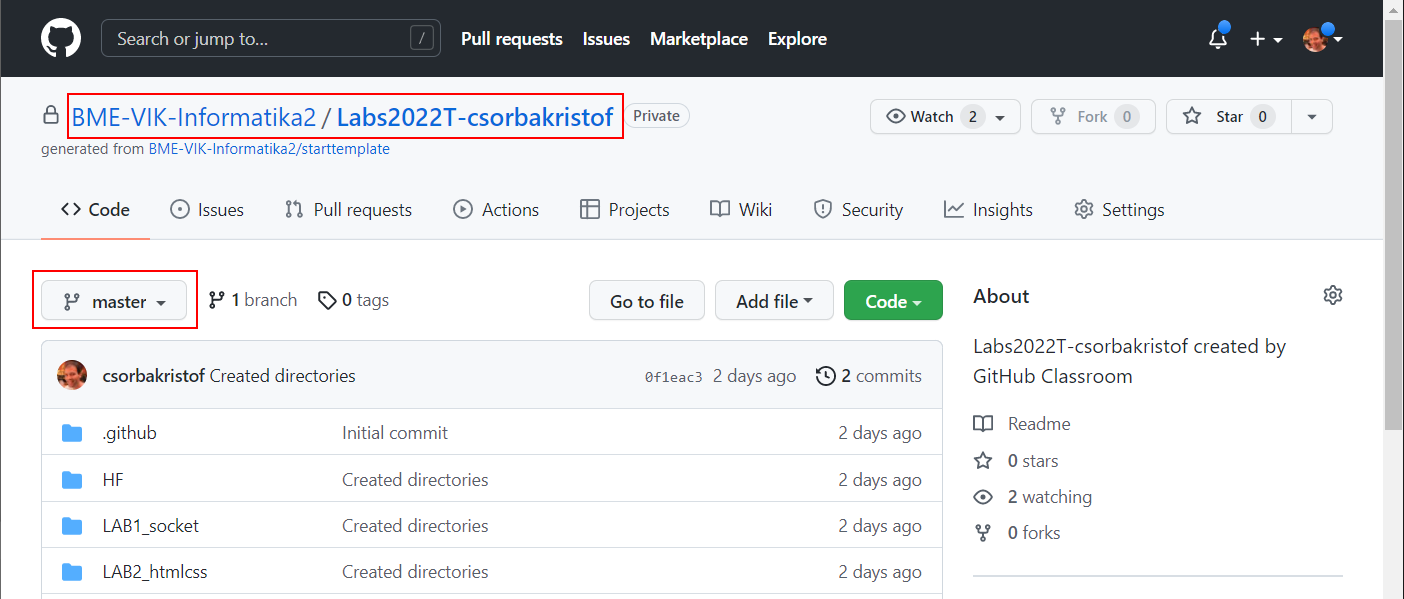 Search or jump to... /
Pull requests Issues Marketplace Explore
BME-VIK-Informatika2 / Labs2022T-csorbakristof Private
Watch 2 Fork 0 Star 0
generated from BME-VIK-Informatika2/starttemplate
Code Issues Pull requests Actions Projects Wiki Security Insights Settings
master 1 branch 0 tags Go to file Add file Code
csorbakristof Created directories 0f1eac3 2 days ago 2 commits
.github Initial commit 2 days ago
HF Created directories 2 days ago
LAB1_socket Created directories 2 days ago
LAB2_htmlcss Created directories 2 days ago
About
Labs2022T-csorbakristof created by
GitHub Classroom
Readme
0 stars
2 watching
0 forks